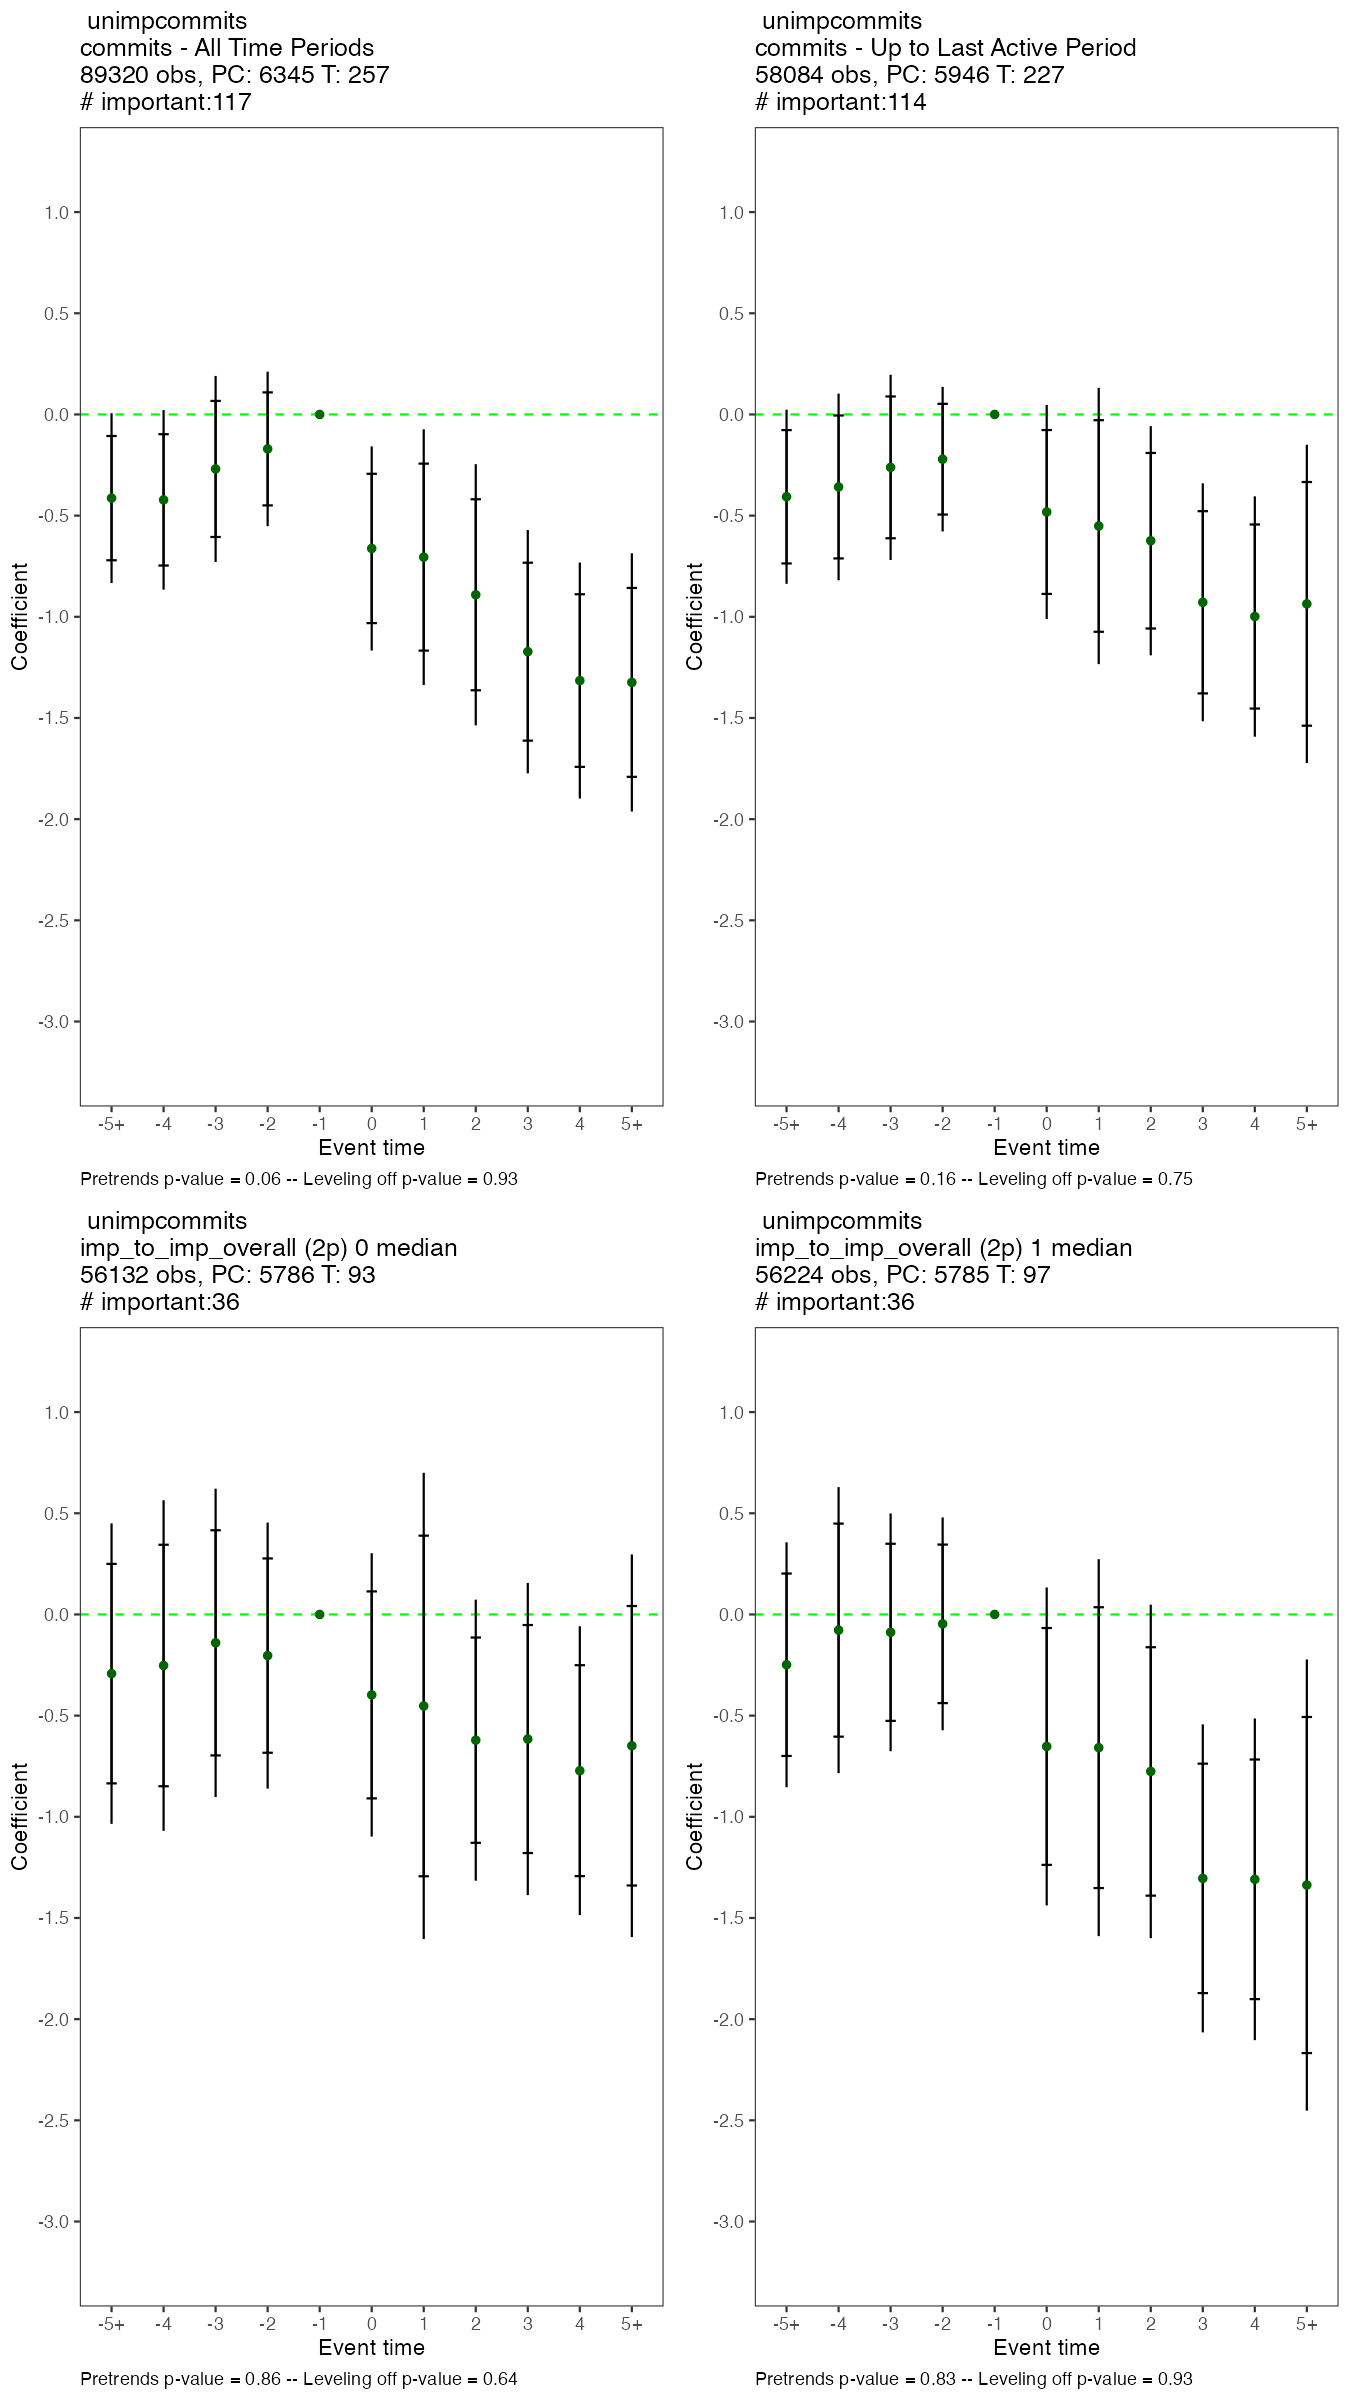 unimpcommits
commits - All Time Periods
89320 obs, PC: 6345 T: 257
# important:117
1.0
0.5
0.0
-0.5
-1.0
-1.5
-2.0
-2.5
-3.0
Coefficient
-5+ -4 -3 -2 -1 0 1 2 3 4 5+
Event time
Pretrends p-value = 0.06 -- Leveling off p-value = 0.93
unimpcommits
commits - Up to Last Active Period
58084 obs, PC: 5946 T: 227
# important:114
1.0
0.5
0.0
-0.5
-1.0
-1.5
-2.0
-2.5
-3.0
Coefficient
-5+ -4 -3 -2 -1 0 1 2 3 4 5+
Event time
Pretrends p-value = 0.16 -- Leveling off p-value = 0.75
unimpcommits
imp_to_imp_overall (2p) 0 median
56132 obs, PC: 5786 T: 93
# important:36
1.0
0.5
0.0
-0.5
-1.0
-1.5
-2.0
-2.5
-3.0
Coefficient
-5+ -4 -3 -2 -1 0 1 2 3 4 5+
Event time
Pretrends p-value = 0.86 -- Leveling off p-value = 0.64
unimpcommits
imp_to_imp_overall (2p) 1 median
56224 obs, PC: 5785 T: 97
# important:36
1.0
0.5
0.0
-0.5
-1.0
-1.5
-2.0
-2.5
-3.0
Coefficient
-5+ -4 -3 -2 -1 0 1 2 3 4 5+
Event time
Pretrends p-value = 0.83 -- Leveling off p-value = 0.93